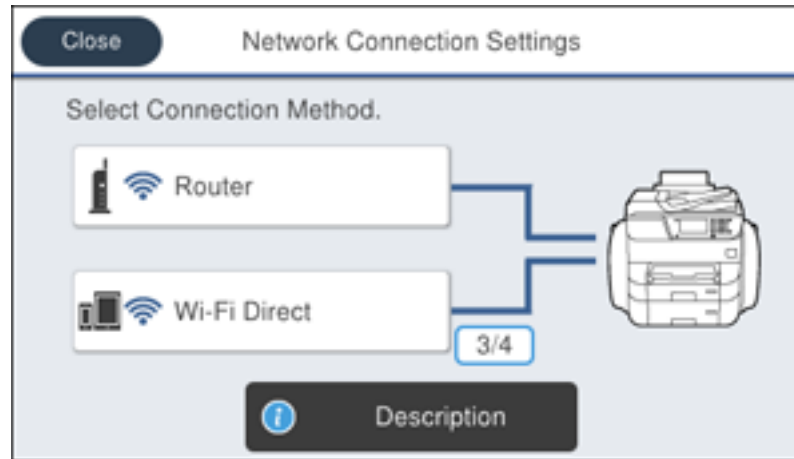 Close
Network Connection Settings
Select Connection Method.
Router
Wi-Fi Direct
3/4
Description